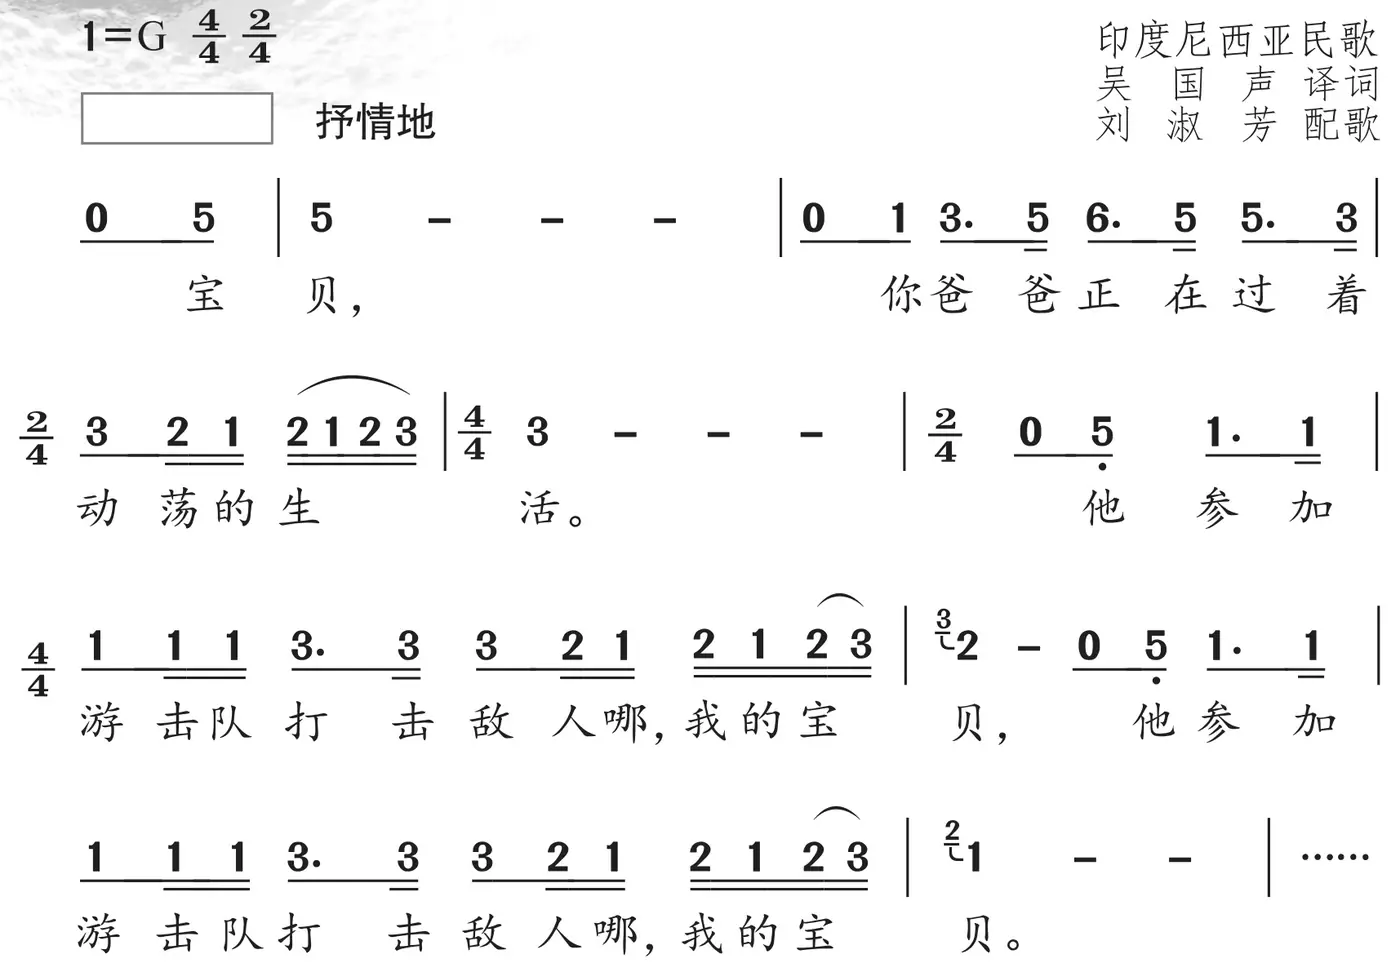 1=G 4/4 2/4
印度尼西亚民歌
吴国声译词
刘淑芳配歌
抒情地
0 5 | 5 - - - | 0 1 3. 5 6. 5 5. 3 |
宝 贝， 你爸 爸正 在过 着
2/4 3 2 1 2123 | 4/4 3 - - - | 2/4 0 5 1. 1 |
动 荡的 生 活。 他 参 加
4/4 1 1 1 3. 3 3 2 1 2 1 2 3 | 3 2 - 0 5 1. 1 |
游 击队 打 击 敌 人哪，我的宝 贝， 他参 加
1 1 1 3. 3 3 2 1 2 1 2 3 | 2 1 - - | ……
游 击 队打 击 敌 人哪，我的宝 贝。